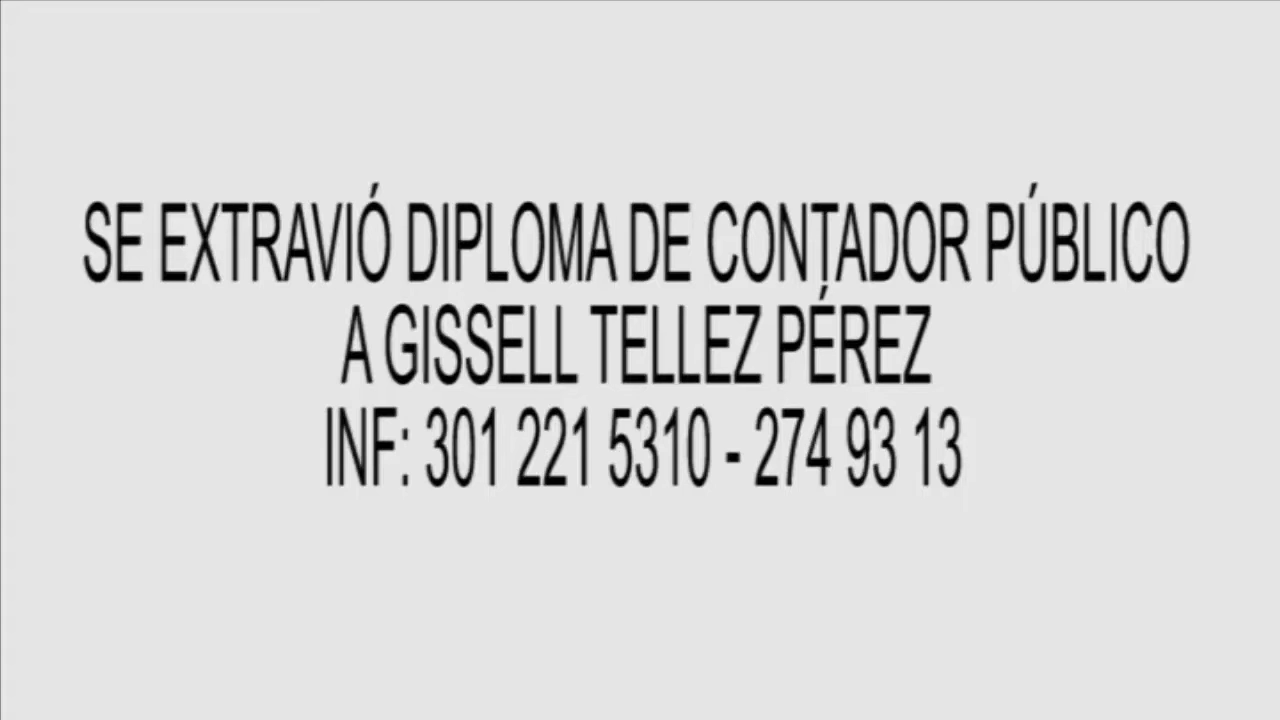 SE EXTRAVIÓ DIPLOMA DE CONTADOR PÚBLICO
A GISSELL TELLEZ PÉREZ
INF: 301 221 5310 - 274 93 13